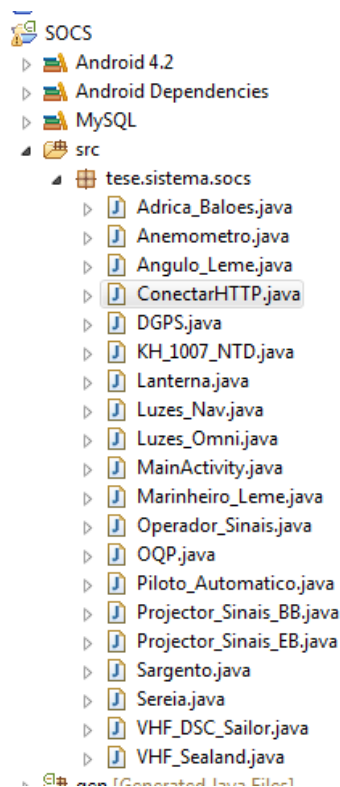 SOCS
Android 4.2
Android Dependencies
MySQL
src
tese.sistema.socs
Adrica_Baloes.java
Anemometro.java
Angulo_Leme.java
ConectarHTTP.java
DGPS.java
KH_1007_NTD.java
Lanterna.java
Luzes_Nav.java
Luzes_Omni.java
MainActivity.java
Marinheiro_Leme.java
Operador_Sinais.java
OQP.java
Piloto_Automatico.java
Projector_Sinais_BB.java
Projector_Sinais_EB.java
Sargento.java
Sereia.java
VHF_DSC_Sailor.java
VHF_Sealand.java
gen [Generated Java Files]